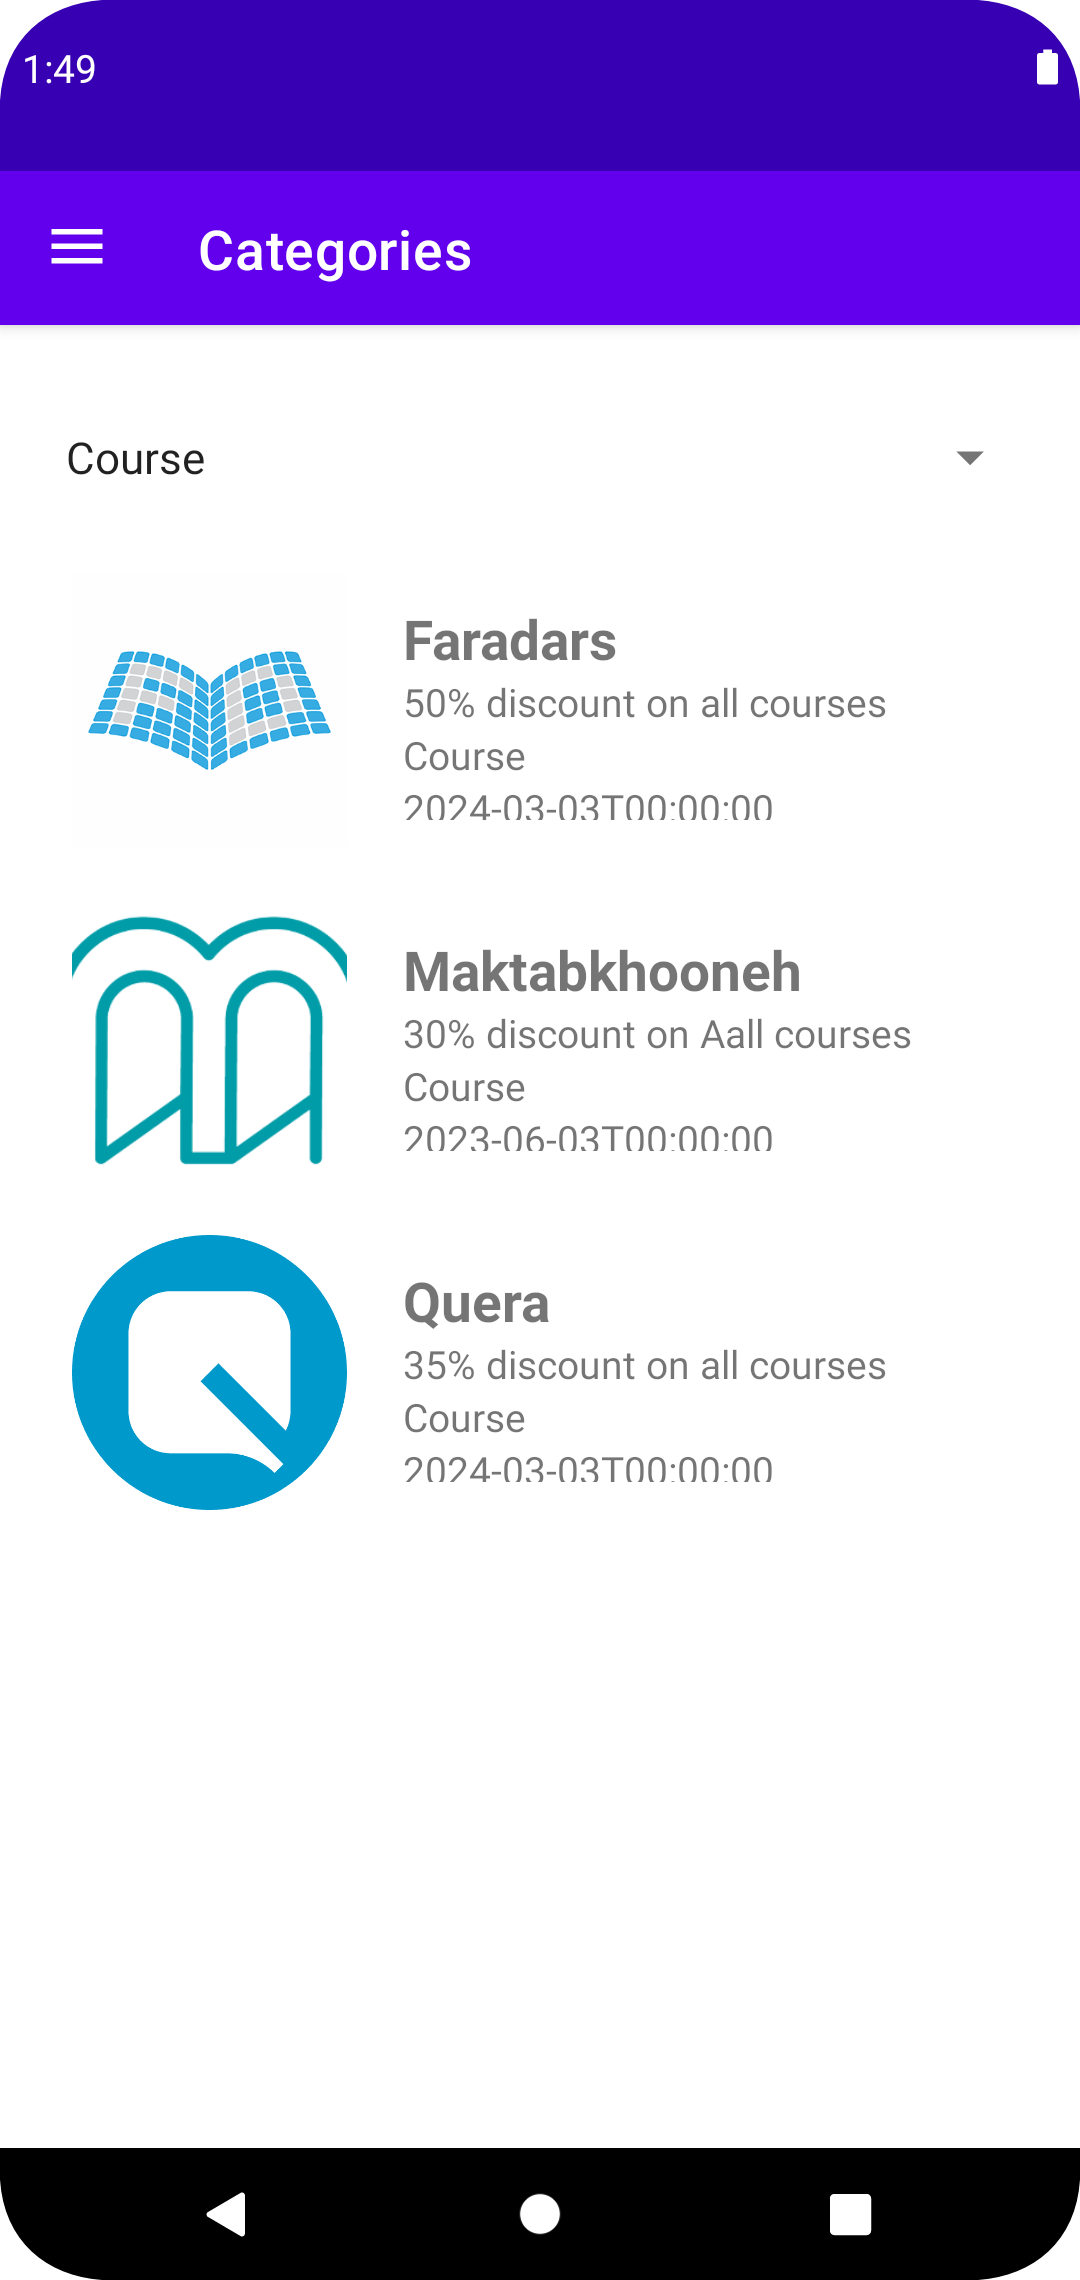 1:49
Categories
Course
Faradars
50% discount on all courses
Course
2024-03-03T00:00:00
Maktabkhooneh
30% discount on Aall courses
Course
2023-06-03T00:00:00
Quera
35% discount on all courses
Course
2024-03-03T00:00:00